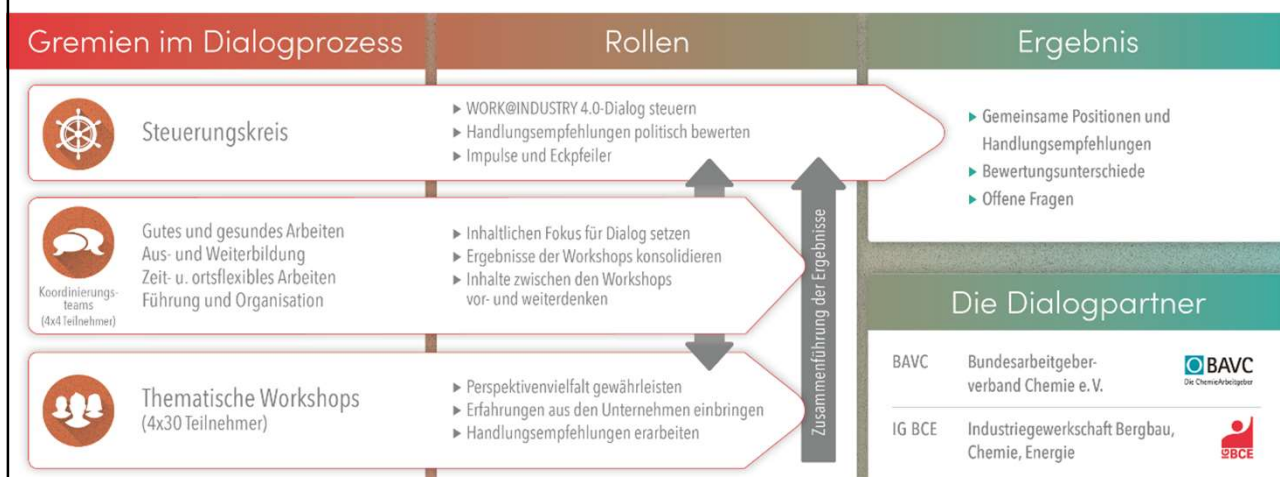 Gremien im Dialogprozess
Rollen
Ergebnis
Steuerungskreis
▶ WORK@INDUSTRY 4.0-Dialog steuern
▶ Handlungsempfehlungen politisch bewerten
▶ Impulse und Eckpfeiler
▶ Gemeinsame Positionen und
Handlungsempfehlungen
▶ Bewertungsunterschiede
▶ Offene Fragen
Koordinierungs-
teams
(4x4 Teilnehmer)
Gutes und gesundes Arbeiten
Aus- und Weiterbildung
Zeit- u. ortsflexibles Arbeiten
Führung und Organisation
▶ Inhaltlichen Fokus für Dialog setzen
▶ Ergebnisse der Workshops konsolidieren
▶ Inhalte zwischen den Workshops
vor- und weiterdenken
Thematische Workshops
(4x30 Teilnehmer)
▶ Perspektivenvielfalt gewährleisten
▶ Erfahrungen aus den Unternehmen einbringen
▶ Handlungsempfehlungen erarbeiten
Zusammenführung der Ergebnisse
Die Dialogpartner
BAVC
Bundesarbeitgeber-
verband Chemie e. V.
BAVC
Die ChemieArbeitgeber
IG BCE
Industriegewerkschaft Bergbau,
Chemie, Energie
IGBCE